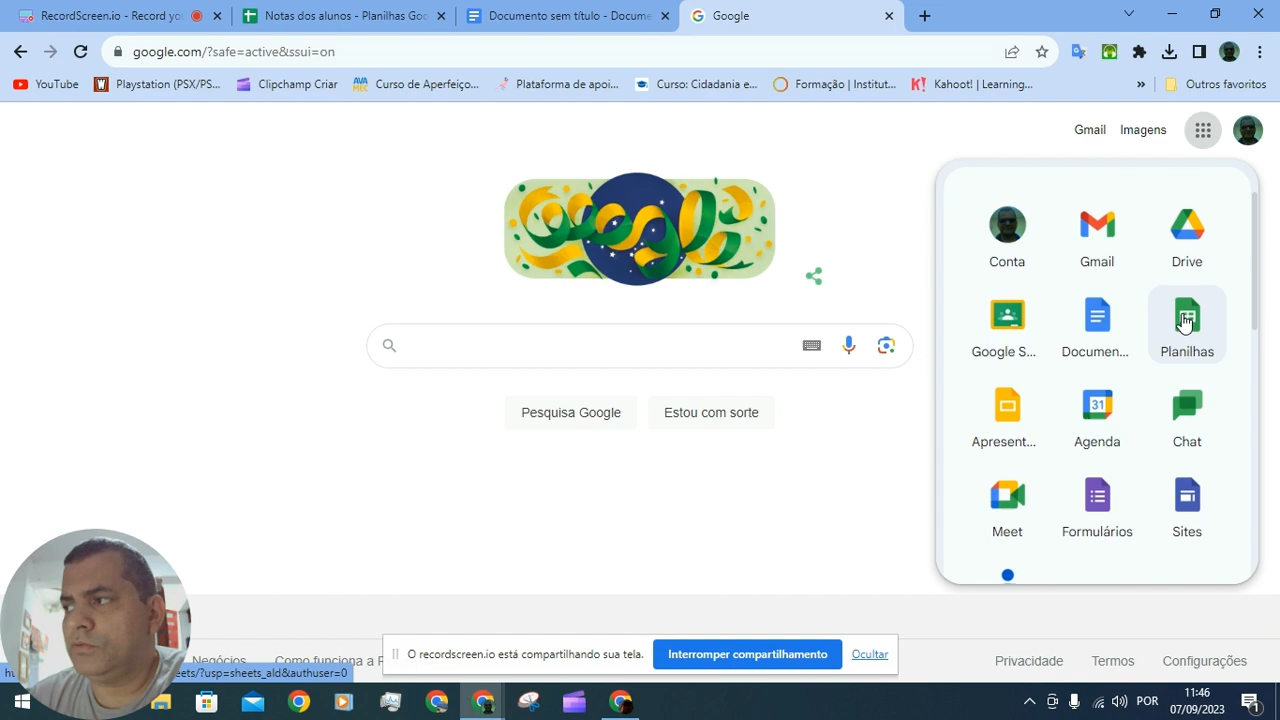 RecordScreen.io - Record yo
Notas dos alunos - Planilhas G
Documento sem título - Docume
Google
google.com/?safe=active&ssui=on
YouTube
Playstation (PSX/PS...
Clipchamp Criar
Curso de Aperfeiço...
Plataforma de apoi...
Curso: Cidadania e...
Formação | Institut...
Kahoot! | Learning...
»
Outros favoritos
Gmail
Imagens
Conta
Gmail
Drive
Google S...
Documen...
Planilhas
Pesquisa Google
Estou com sorte
Apresent...
Agenda
Chat
Meet
Formulários
Sites
O recordscreen.io está compartilhando sua tela.
Interromper compartilhamento
Ocultar
Negócios
Como funciona a P
Privacidade
Termos
Configurações
eets/?usp=sheets_ald&authuser=0
POR
11:46
07/09/2023